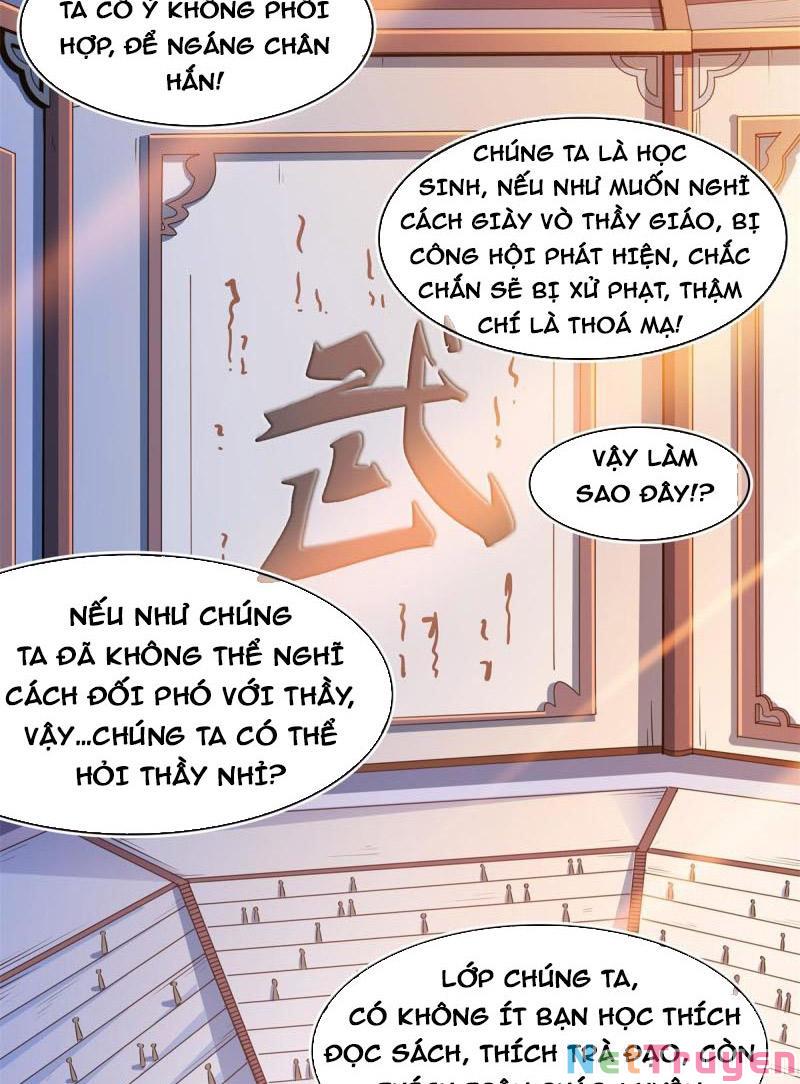 TA CÓ Ý KHÔNG PHỐI
HỢP, ĐỂ NGÁNG CHÂN
HẮN!
CHÚNG TA LÀ HỌC
SINH, NẾU NHƯ MUỐN NGHĨ
CÁCH GIÀY VÒ THẦY GIÁO, BỊ
CÔNG HỘI PHÁT HIỆN, CHẮC
CHẮN SẼ BỊ XỬ PHẠT, THẬM
CHÍ LÀ THOÁ MẠ!
武
VẬY LÀM
SAO ĐÂY!?
NẾU NHƯ CHÚNG
TA ĐÃ KHÔNG THỂ NGHĨ
CÁCH ĐỐI PHÓ VỚI THẦY,
VẬY...CHÚNG TA CÓ THỂ
HỎI THẦY NHỈ?
LỚP CHÚNG TA,
CÓ KHÔNG ÍT BẠN HỌC THÍCH
ĐỌC SÁCH, THÍCH TRÀ ĐẠO, CÒN
NetTruyen